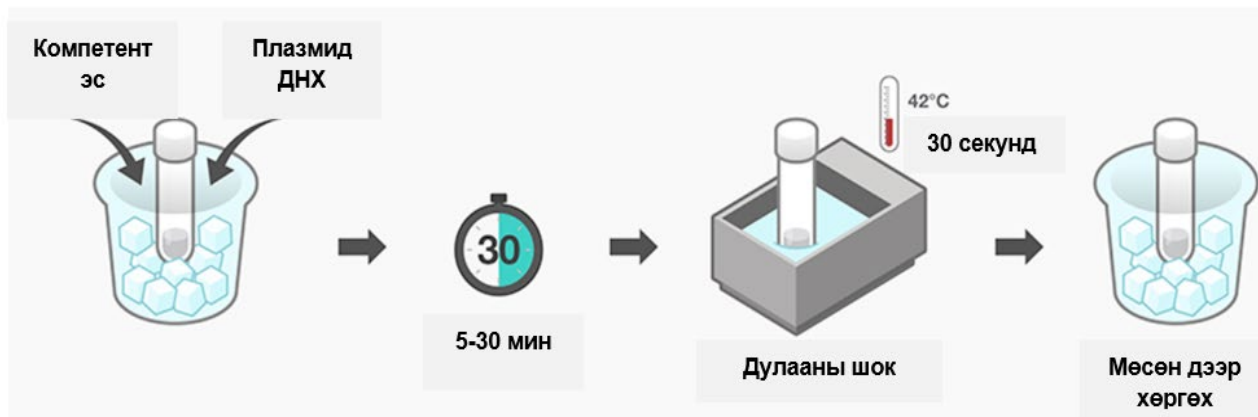 Компетент
эс
Плазмид
ДНХ
30
5-30 мин
42°C
30 секунд
Дулааны шок
Мөсөн дээр
хөргөх